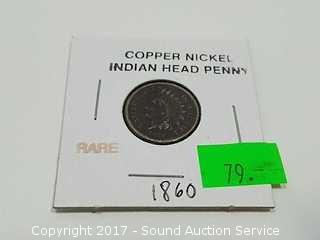 COPPER NICKEL
INDIAN HEAD PENNY
RARE
79.
1860
Copyright 2017 - Sound Auction Service